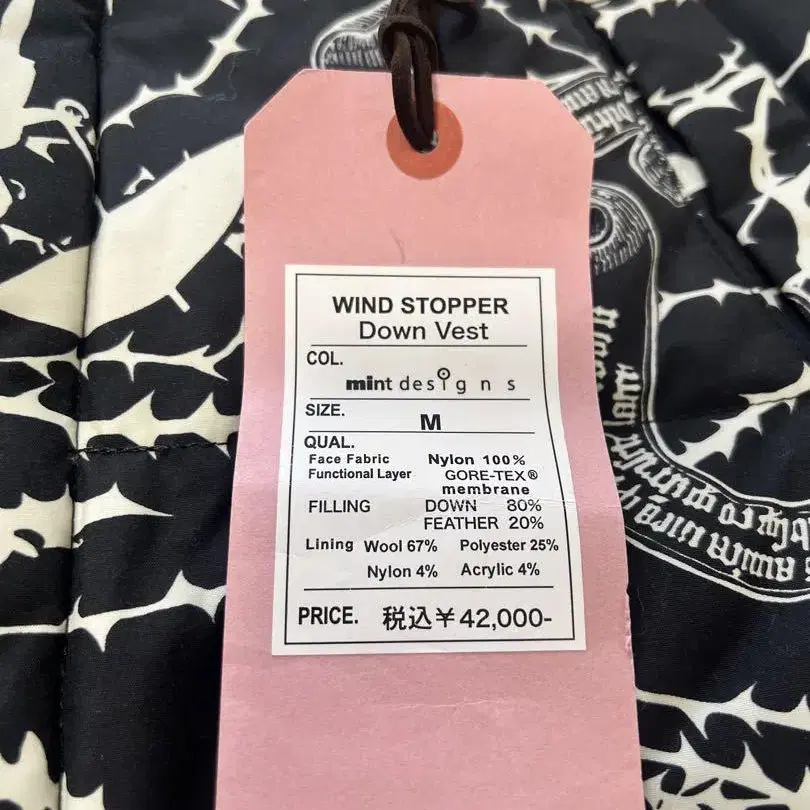 WIND STOPPER
Down Vest
COL.
mint designs
SIZE.
M
QUAL.
Face Fabric Nylon 100%
Functional Layer GORE-TEX®
membrane
FILLING DOWN 80%
FEATHER 20%
Lining Wool 67% Polyester 25%
Nylon 4% Acrylic 4%
PRICE. 税込¥42,000-